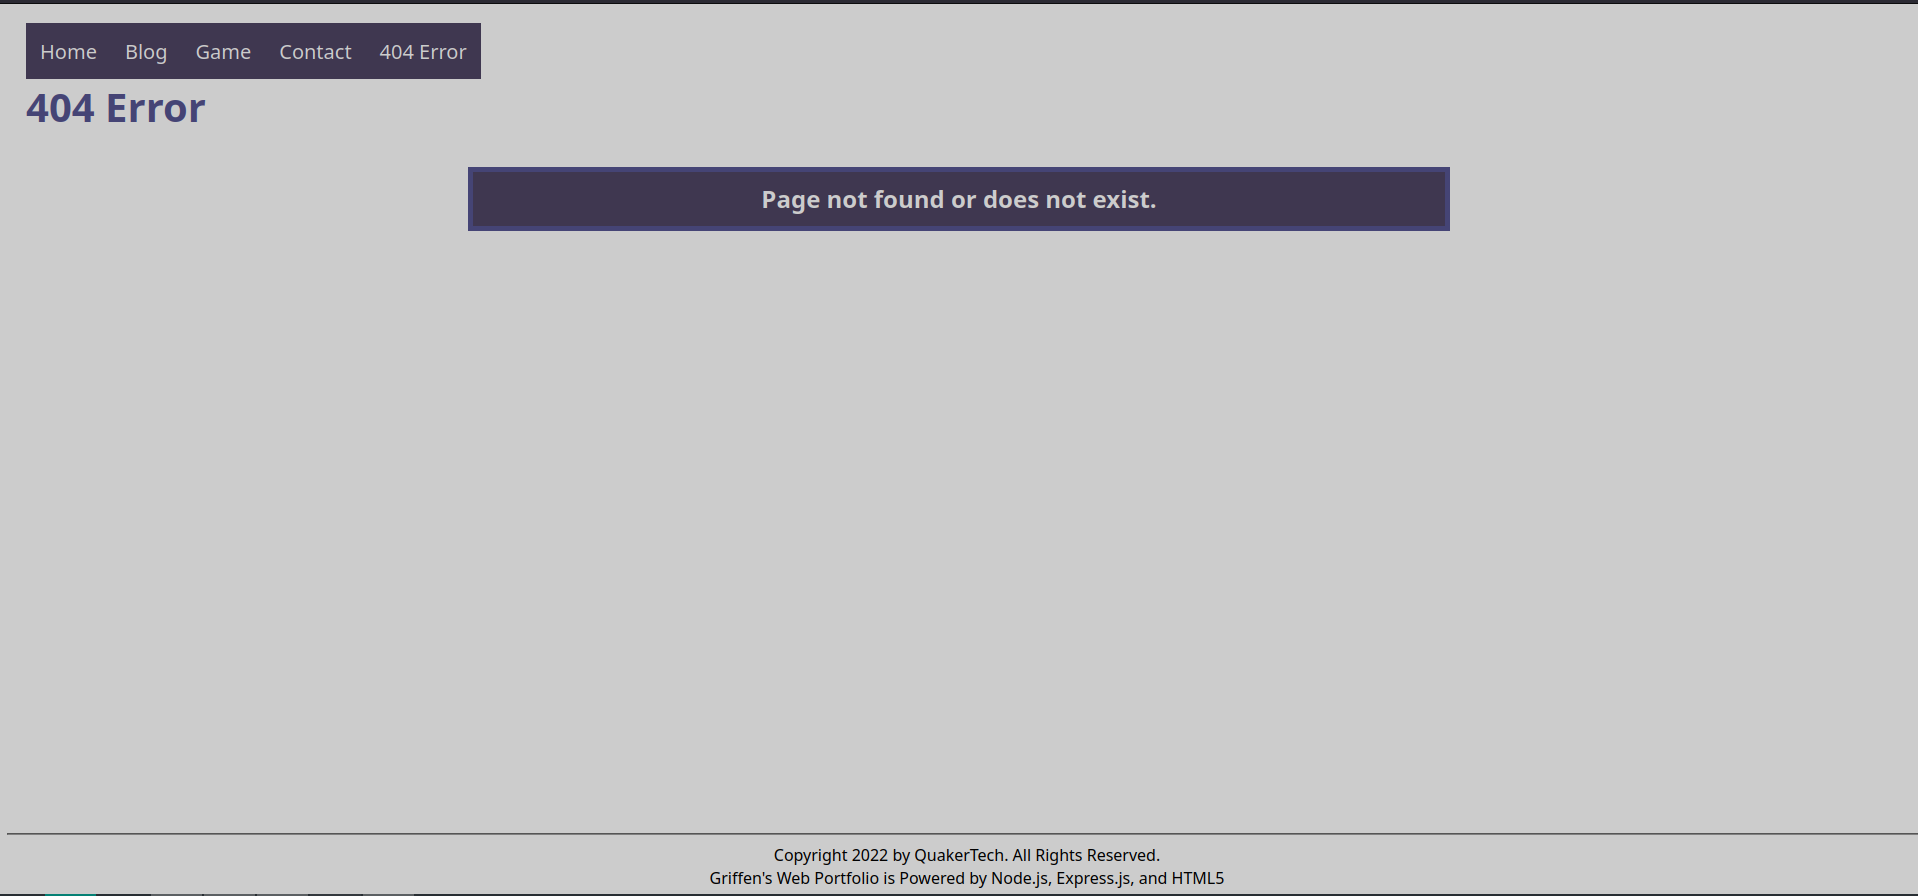 Home Blog Game Contact 404 Error
404 Error
Page not found or does not exist.
Copyright 2022 by QuakerTech. All Rights Reserved.
Griffen's Web Portfolio is Powered by Node.js, Express.js, and HTML5